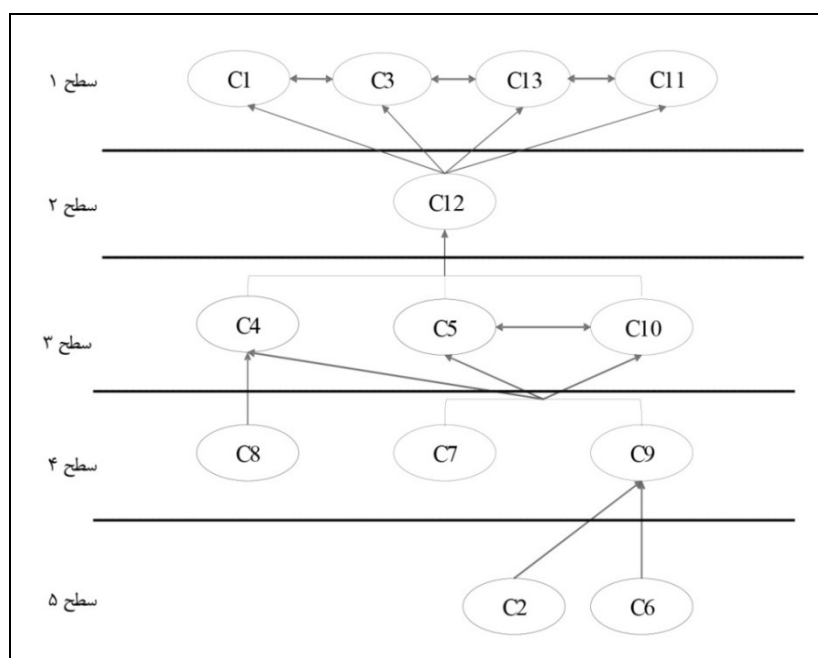 سطح ۱ C1 C3 C13 C11
سطح ۲ C12
سطح ۳ C4 C5 C10
سطح ۴ C8 C7 C9
سطح ۵ C2 C6